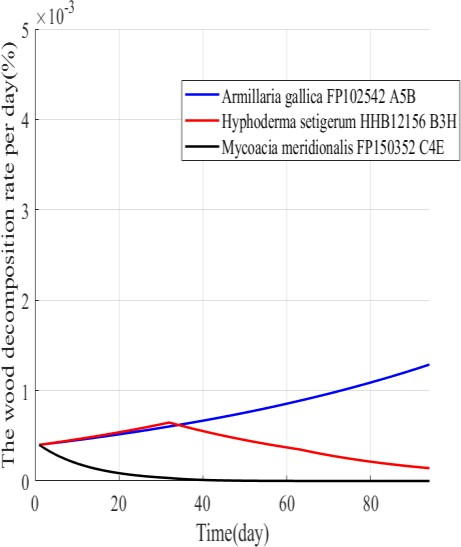 ×10⁻³
5
4
3
2
1
0
0 20 40 60 80
Time(day)
The wood decomposition rate per day(%)
Armillaria gallica FP102542 A5B
Hyphoderma setigerum HHB12156 B3H
Mycoacia meridionalis FP150352 C4E